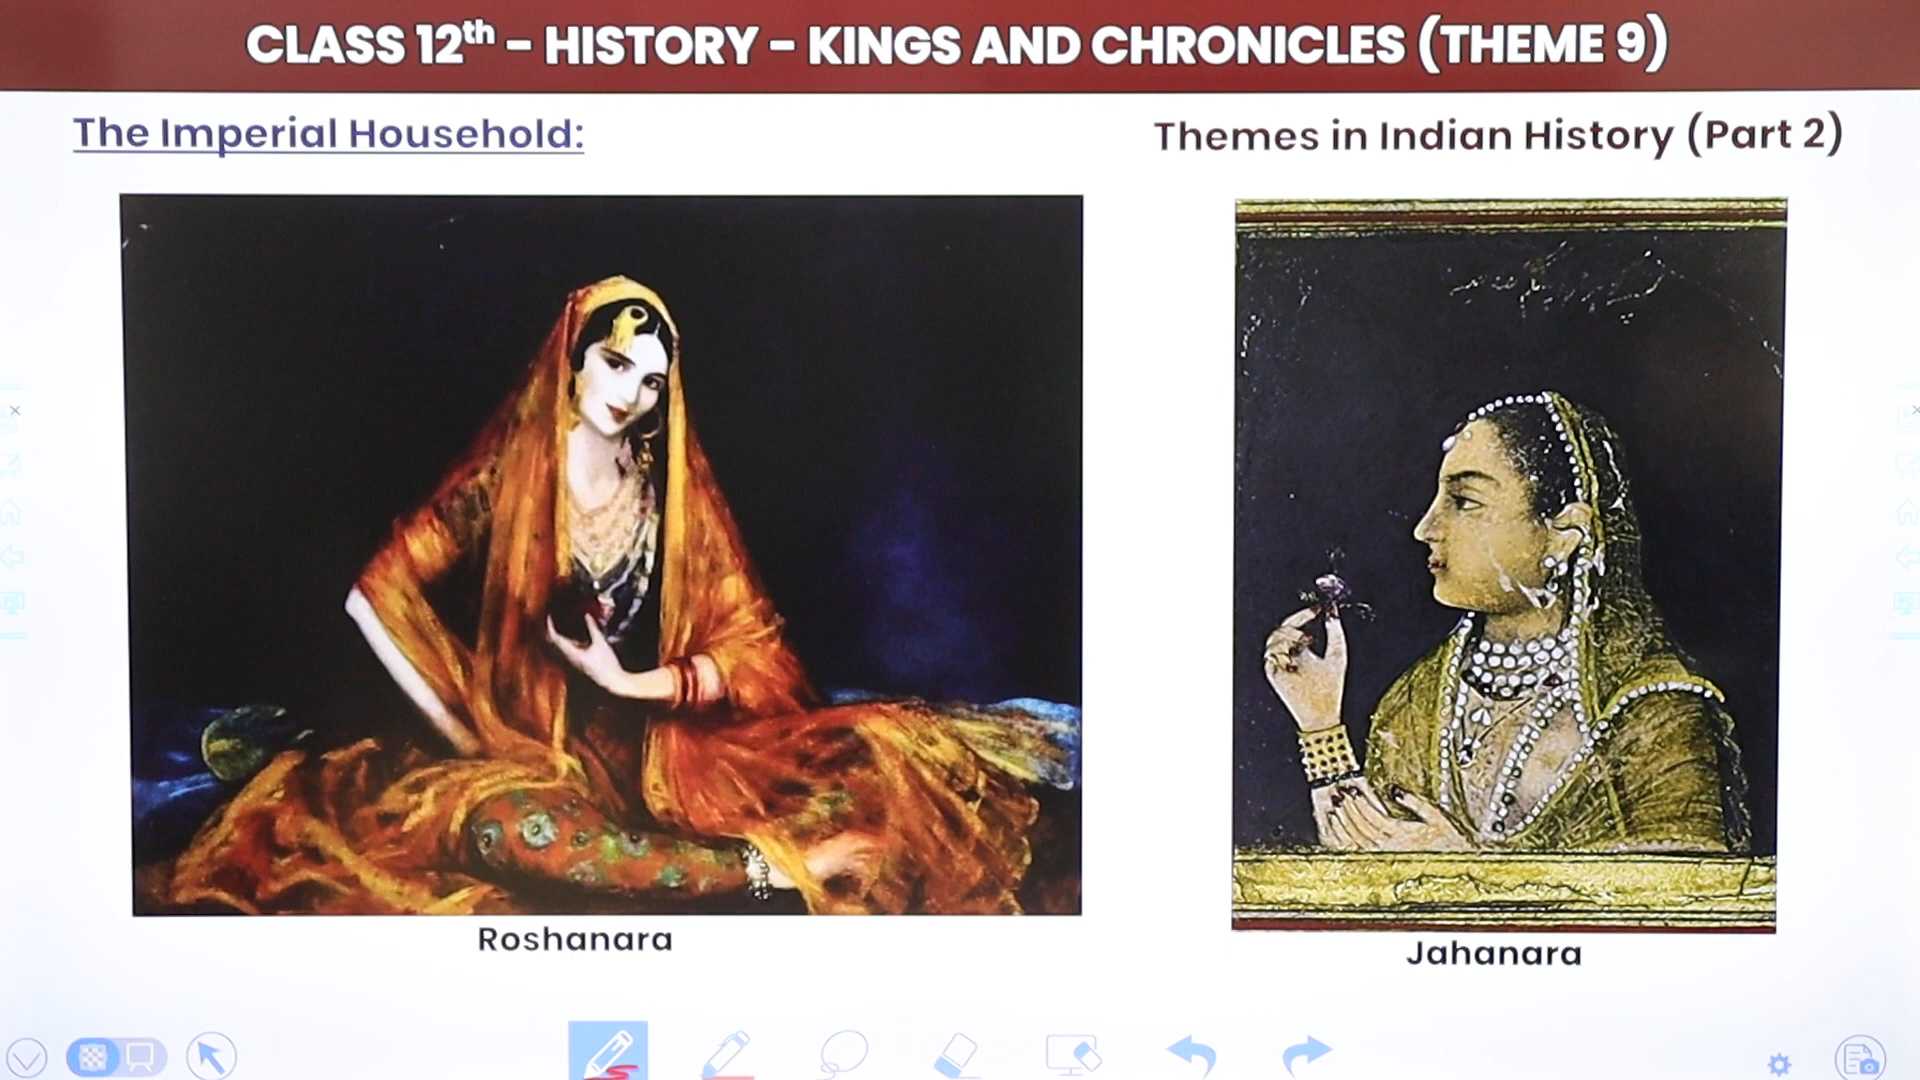 CLASS 12th - HISTORY - KINGS AND CHRONICLES (THEME 9)
The Imperial Household:
Themes in Indian History (Part 2)
Roshanara
Jahanara